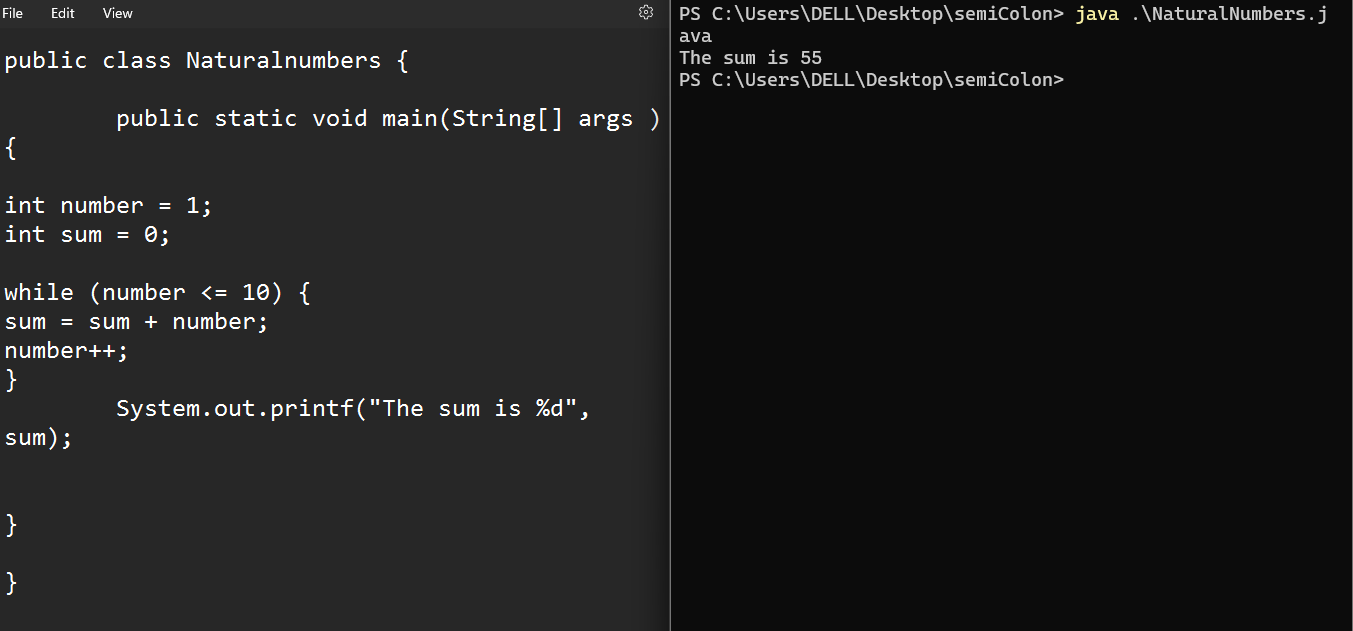 File Edit View
public class Naturalnumbers {
public static void main(String[] args )
{
int number = 1;
int sum = 0;
while (number <= 10) {
sum = sum + number;
number++;
}
System.out.printf("The sum is %d",
sum);
}
}
PS C:\Users\DELL\Desktop\semiColon> java .\NaturalNumbers.j
ava
The sum is 55
PS C:\Users\DELL\Desktop\semiColon>